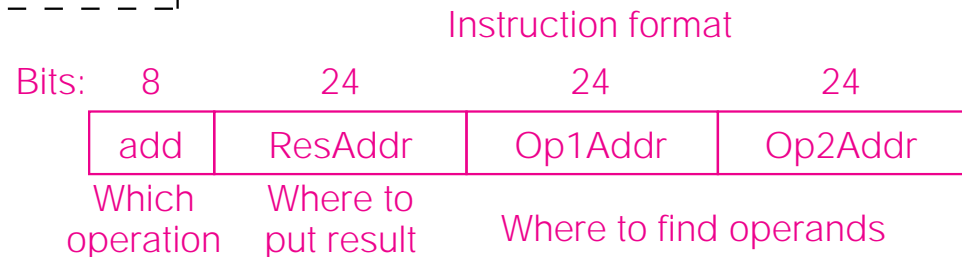 Instruction format
Bits: 8 24 24 24
add ResAddr Op1Addr Op2Addr
Which operation
Where to put result
Where to find operands